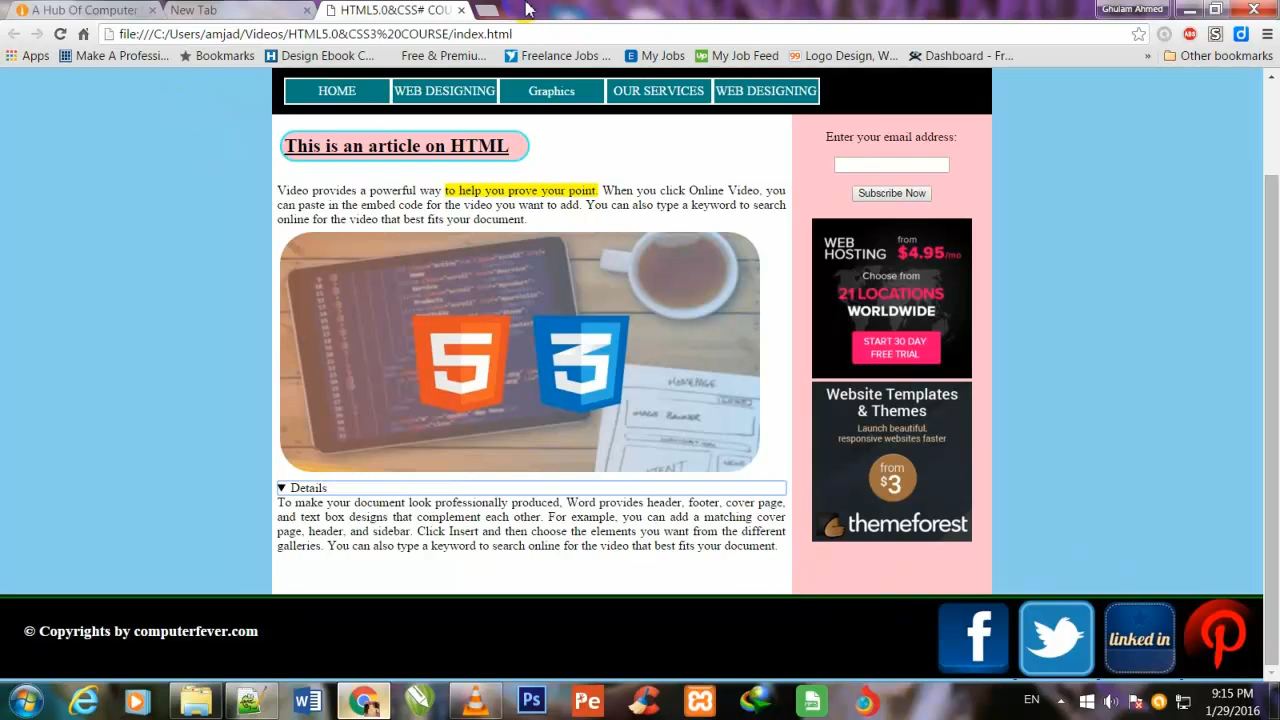 A Hub Of Computer
New Tab
HTML5.0&CSS# COU
Ghulam Ahmed
file:///C:/Users/amjad/Videos/HTML5.0&CSS3%20COURSE/index.html
Apps
Make A Professi...
Bookmarks
Design Ebook C...
Free & Premiu...
Freelance Jobs ...
My Jobs
My Job Feed
Logo Design, W...
Dashboard - Fr...
»
Other bookmarks
HOME
WEB DESIGNING
Graphics
OUR SERVICES
WEB DESIGNING
This is an article on HTML
Video provides a powerful way to help you prove your point. When you click Online Video, you
can paste in the embed code for the video you want to add. You can also type a keyword to search
online for the video that best fits your document.
HOMEPAGE
5
3
Details
To make your document look professionally produced, Word provides header, footer, cover page,
and text box designs that complement each other. For example, you can add a matching cover
page, header, and sidebar. Click Insert and then choose the elements you want from the different
galleries. You can also type a keyword to search online for the video that best fits your document.
Enter your email address:
Subscribe Now
WEB HOSTING
from
$4.95/mo
Choose from
21 LOCATIONS
WORLDWIDE
START 30 DAY
FREE TRIAL
Website Templates
& Themes
Launch beautiful,
responsive websites faster
from
$3
themeforest
© Copyrights by computerfever.com
f
linked in
P
W
Ps
Pe
EN
9:15 PM
1/29/2016